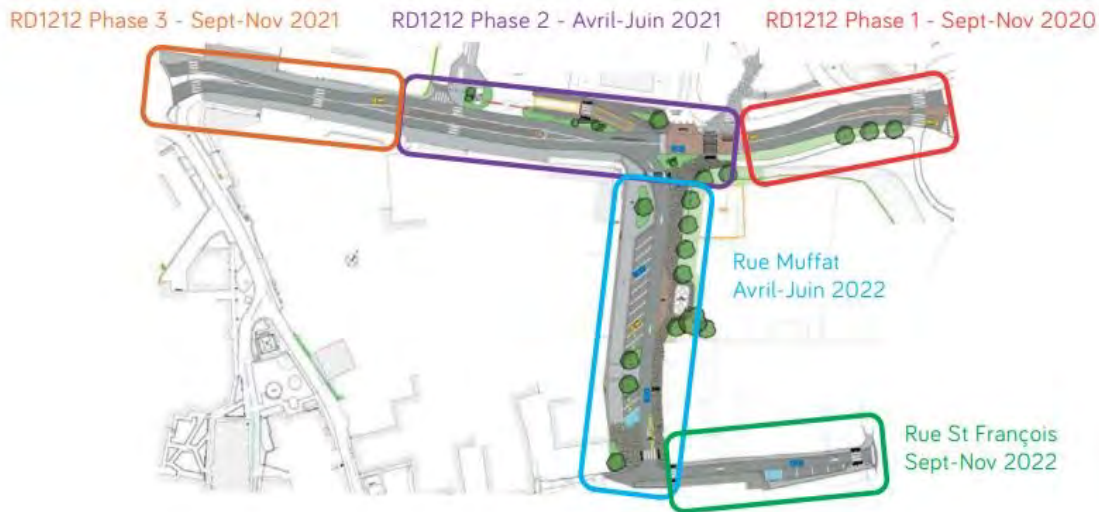 RD1212 Phase 3 - Sept-Nov 2021
RD1212 Phase 2 - Avril-Juin 2021
RD1212 Phase 1 - Sept-Nov 2020
Rue Muffat
Avril-Juin 2022
Rue St François
Sept-Nov 2022